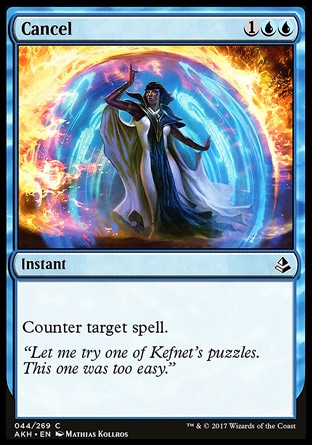 Cancel 1
Instant
Counter target spell.
“Let me try one of Kefnet’s puzzles.
This one was too easy.”
044/269 C
AKH • EN Mathias Kollros
™ & © 2017 Wizards of the Coast